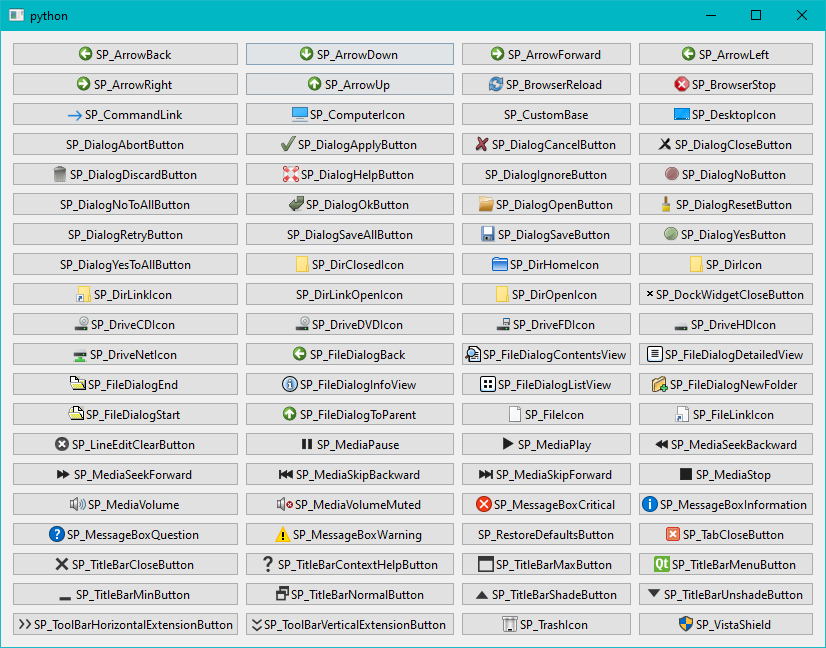 python
SP_ArrowBack SP_ArrowDown SP_ArrowForward SP_ArrowLeft
SP_ArrowRight SP_ArrowUp SP_BrowserReload SP_BrowserStop
SP_CommandLink SP_ComputerIcon SP_CustomBase SP_DesktopIcon
SP_DialogAbortButton SP_DialogApplyButton SP_DialogCancelButton SP_DialogCloseButton
SP_DialogDiscardButton SP_DialogHelpButton SP_DialogIgnoreButton SP_DialogNoButton
SP_DialogNoToAllButton SP_DialogOkButton SP_DialogOpenButton SP_DialogResetButton
SP_DialogRetryButton SP_DialogSaveAllButton SP_DialogSaveButton SP_DialogYesButton
SP_DialogYesToAllButton SP_DirClosedIcon SP_DirHomeIcon SP_DirIcon
SP_DirLinkIcon SP_DirLinkOpenIcon SP_DirOpenIcon SP_DockWidgetCloseButton
SP_DriveCDIcon SP_DriveDVDIcon SP_DriveFDIcon SP_DriveHDIcon
SP_DriveNetIcon SP_FileDialogBack SP_FileDialogContentsView SP_FileDialogDetailedView
SP_FileDialogEnd SP_FileDialogInfoView SP_FileDialogListView SP_FileDialogNewFolder
SP_FileDialogStart SP_FileDialogToParent SP_FileIcon SP_FileLinkIcon
SP_LineEditClearButton SP_MediaPause SP_MediaPlay SP_MediaSeekBackward
SP_MediaSeekForward SP_MediaSkipBackward SP_MediaSkipForward SP_MediaStop
SP_MediaVolume SP_MediaVolumeMuted SP_MessageBoxCritical SP_MessageBoxInformation
SP_MessageBoxQuestion SP_MessageBoxWarning SP_RestoreDefaultsButton SP_TabCloseButton
SP_TitleBarCloseButton SP_TitleBarContextHelpButton SP_TitleBarMaxButton Qt SP_TitleBarMenuButton
SP_TitleBarMinButton SP_TitleBarNormalButton SP_TitleBarShadeButton SP_TitleBarUnshadeButton
SP_ToolBarHorizontalExtensionButton SP_ToolBarVerticalExtensionButton SP_TrashIcon SP_VistaShield